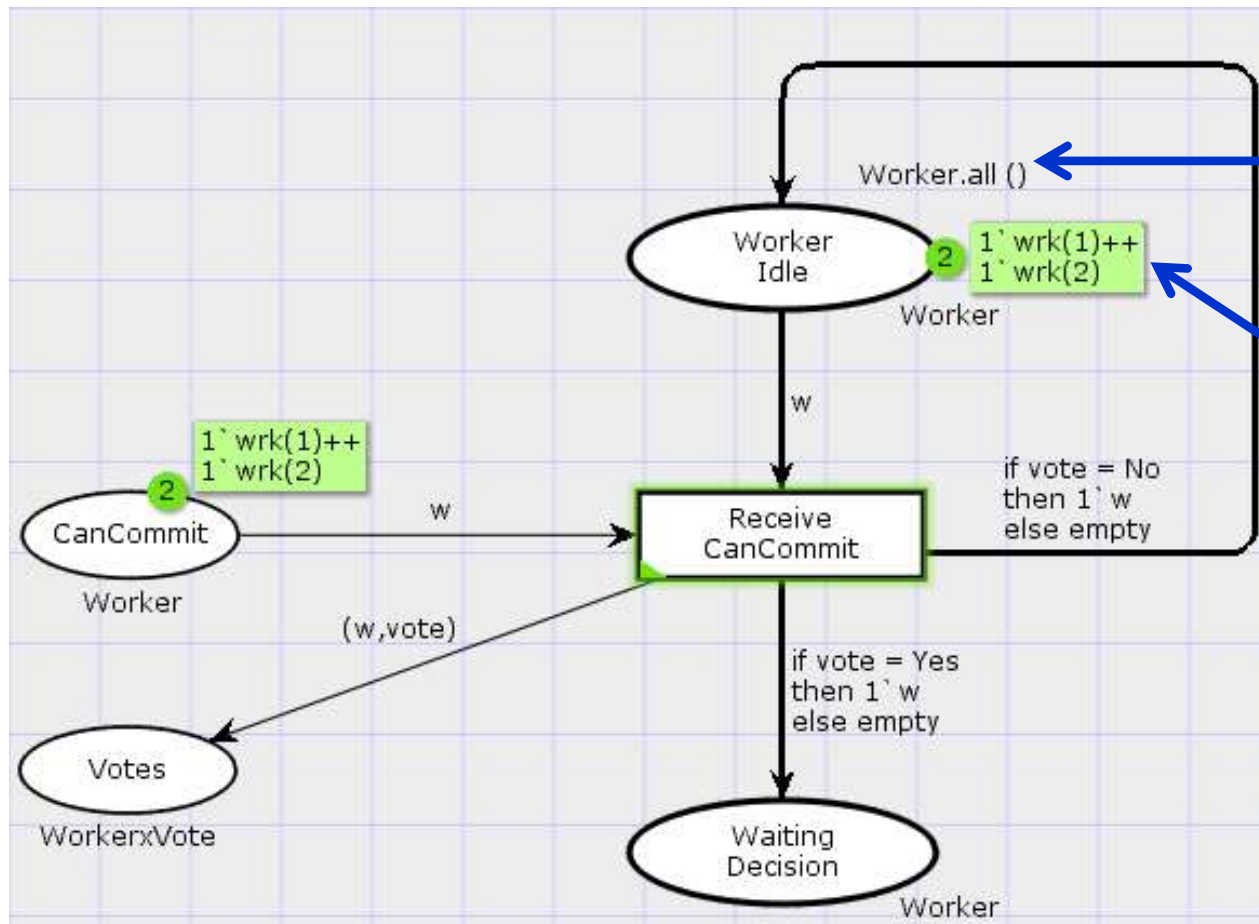 Worker.all ()
Worker
Idle
2
1`wrk(1)++
1`wrk(2)
Worker
w
1`wrk(1)++
1`wrk(2)
2
CanCommit
Worker
w
Receive
CanCommit
if vote = No
then 1`w
else empty
(w,vote)
if vote = Yes
then 1`w
else empty
Votes
WorkerxVote
Waiting
Decision
Worker